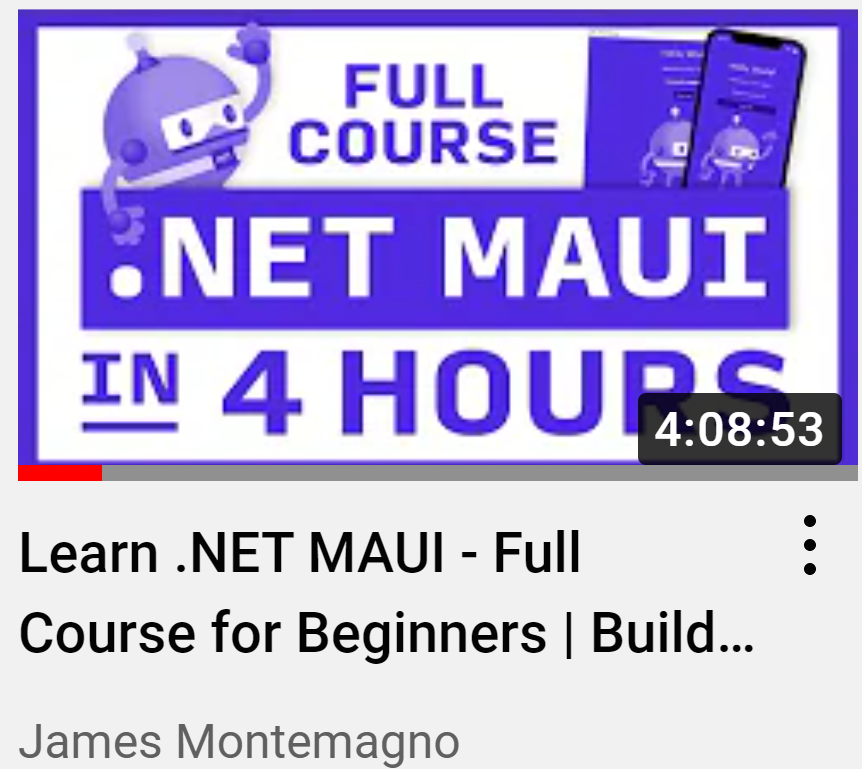 FULL
COURSE
.NET MAUI
IN 4 HOURS
4:08:53
Learn .NET MAUI - Full
Course for Beginners | Build...
James Montemagno